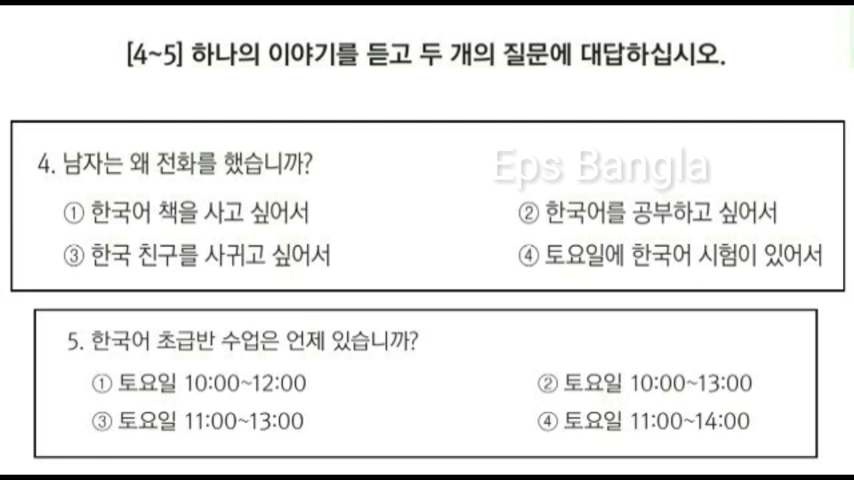 [4~5] 하나의 이야기를 듣고 두 개의 질문에 대답하십시오.
Eps Bangla
4. 남자는 왜 전화를 했습니까?
① 한국어 책을 사고 싶어서 ② 한국어를 공부하고 싶어서
③ 한국 친구를 사귀고 싶어서 ④ 토요일에 한국어 시험이 있어서
5. 한국어 초급반 수업은 언제 있습니까?
① 토요일 10:00~12:00 ② 토요일 10:00~13:00
③ 토요일 11:00~13:00 ④ 토요일 11:00~14:00